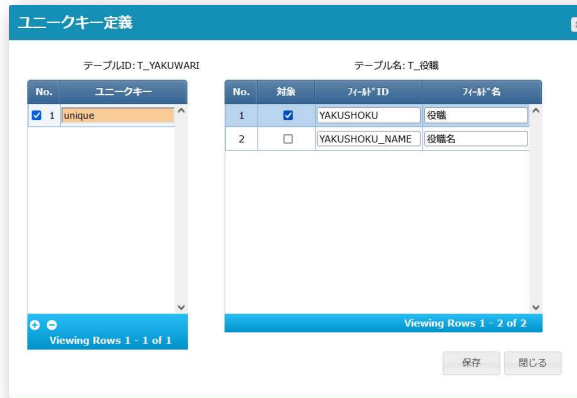 ユニークキー定義
テーブルID: T_YAKUWARI
テーブル名: T_役職
No. ユニークキー
1 unique
Viewing Rows 1 - 1 of 1
No. 対象 フィールドID フィールド名
1 YAKUSHOKU 役職
2 YAKUSHOKU_NAME 役職名
Viewing Rows 1 - 2 of 2
保存 閉じる